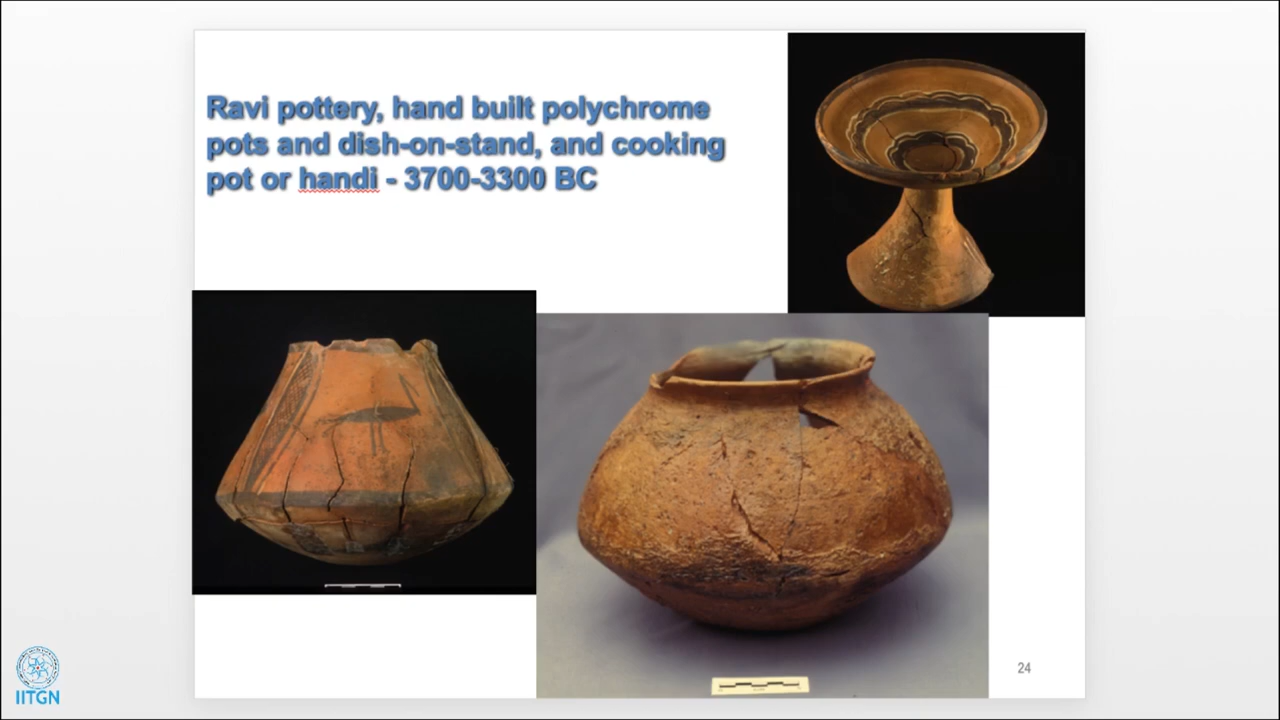 Ravi pottery, hand built polychrome
pots and dish-on-stand, and cooking
pot or handi - 3700-3300 BC
24
IITGN